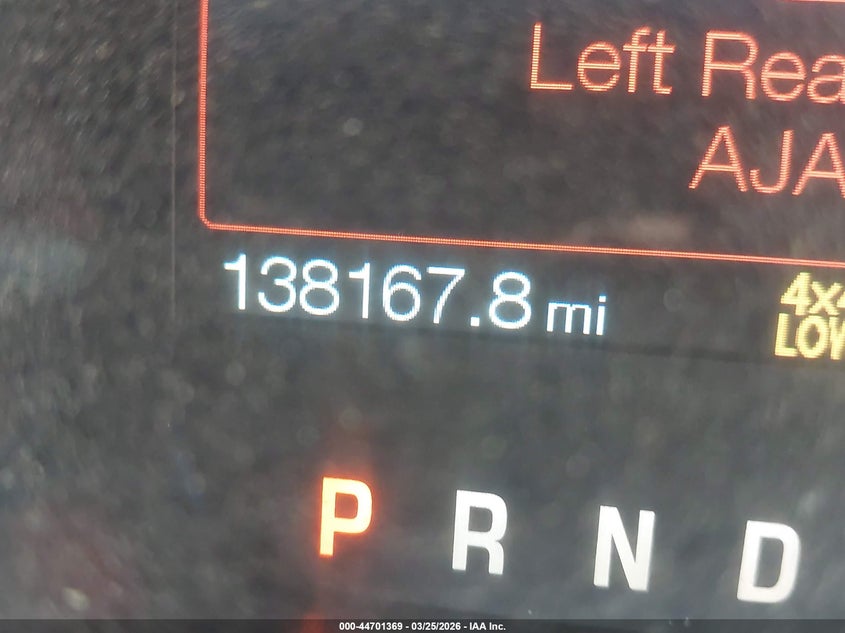 Left Rea
AJA
138167.8 mi
4x4
LOW
P R N D
000-44701369 - 03/25/2026 - IAA Inc.